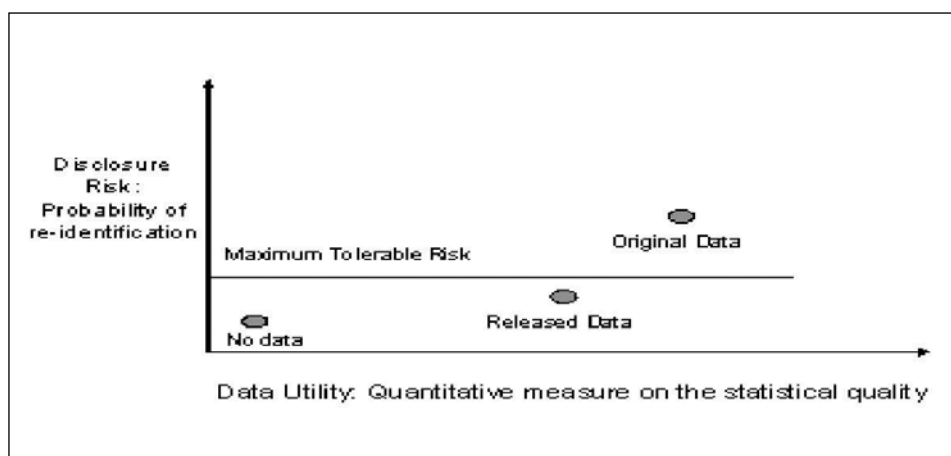 Disclosure
Risk:
Probability of
re-identification
Original Data
Maximum Tolerable Risk
Released Data
No data
Data Utility: Quantitative measure on the statistical quality